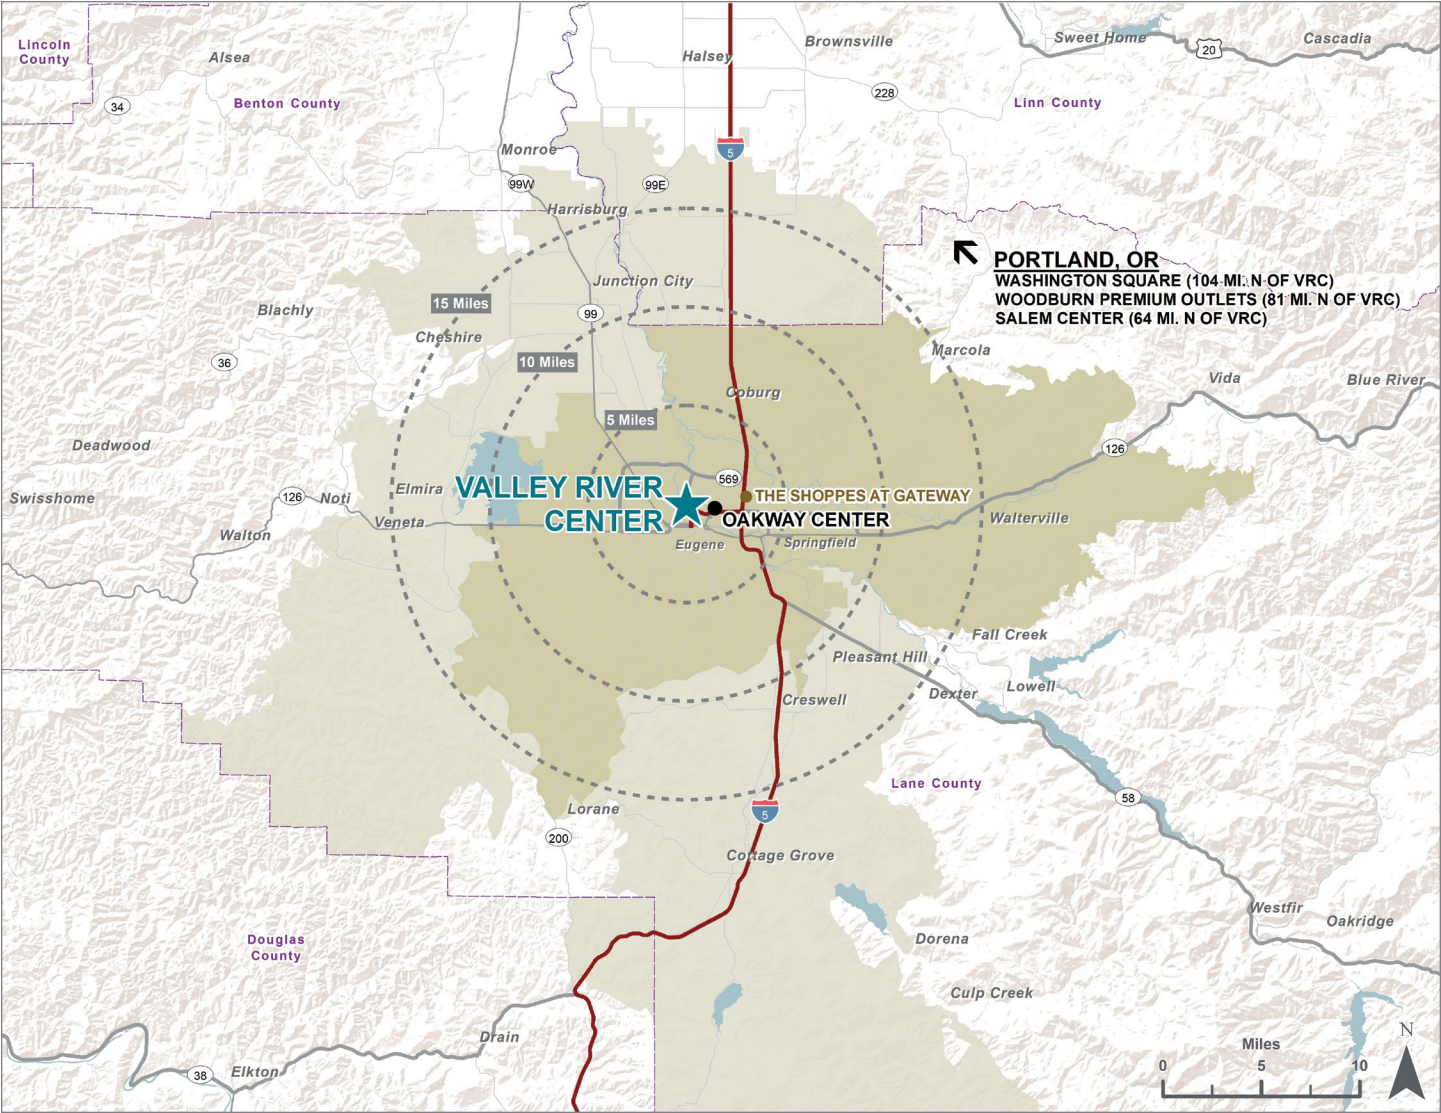 Lincoln
County
Alsea
Halsey
Brownsville
Sweet Home
20
Cascadia
34
Benton County
228
Linn County
5
Monroe
99W
99E
Harrisburg
PORTLAND, OR
WASHINGTON SQUARE (104 MI. N OF VRC)
WOODBURN PREMIUM OUTLETS (81 MI. N OF VRC)
SALEM CENTER (64 MI. N OF VRC)
Junction City
15 Miles
Blachly
99
Cheshire
36
10 Miles
Marcola
Vida
Blue River
Coburg
5 Miles
Deadwood
126
569
Swisshome
126
Noti
Elmira
VALLEY RIVER
CENTER
THE SHOPPES AT GATEWAY
OAKWAY CENTER
Walterville
Veneta
Walton
Eugene
Springfield
Fall Creek
Pleasant Hill
Dexter
Lowell
Creswell
Lane County
58
Lorane
5
200
Cottage Grove
Westfir
Oakridge
Douglas
County
Dorena
Culp Creek
Drain
38
Elkton
Miles
0
5
10
N